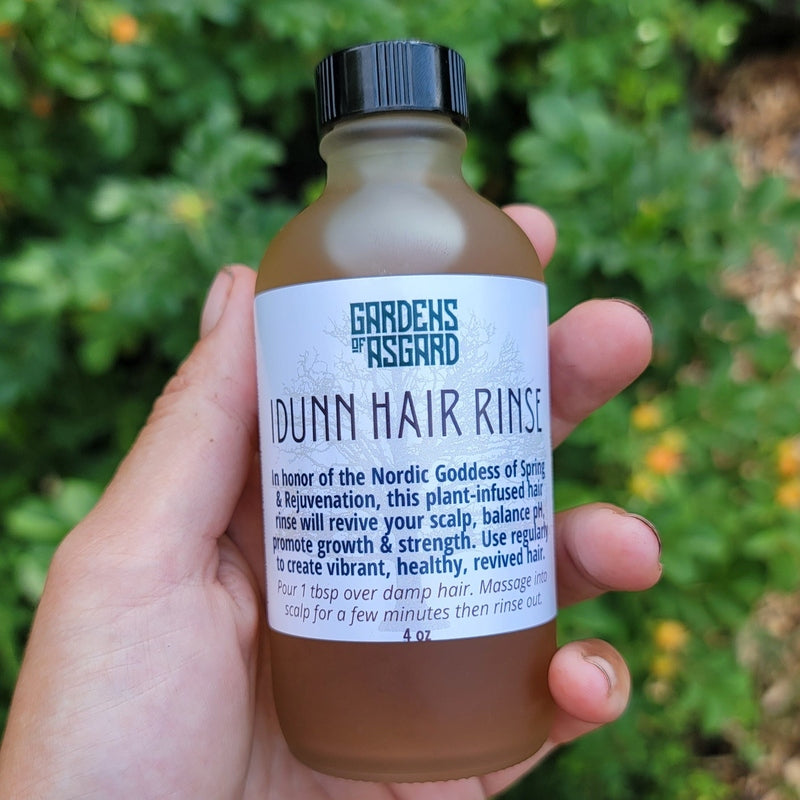 GARDENS
OF ASGARD
IDUNN HAIR RINSE
In honor of the Nordic Goddess of Spring
& Rejuvenation, this plant-infused hair
rinse will revive your scalp, balance pH,
promote growth & strength. Use regularly
to create vibrant, healthy, revived hair.
Pour 1 tbsp over damp hair. Massage into
scalp for a few minutes then rinse out.
4 oz